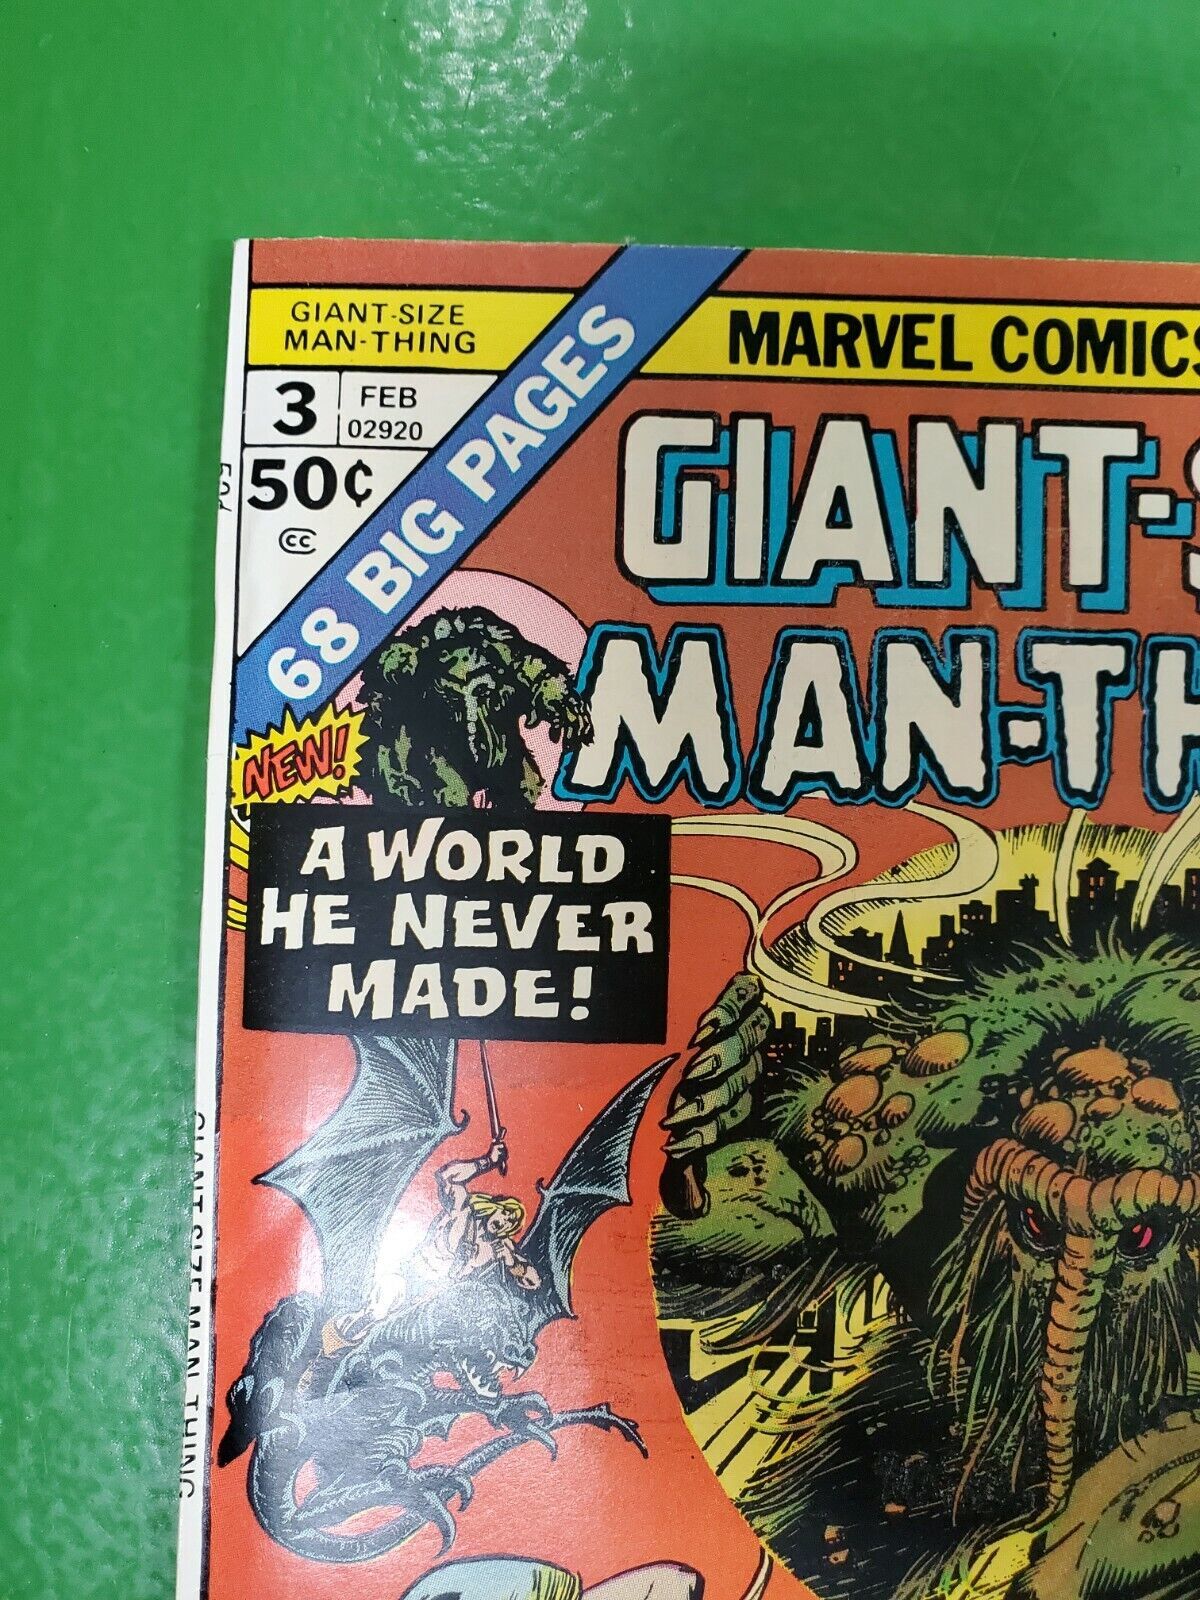 GIANT-SIZE
MAN-THING
3
FEB
02920
50¢
CC
68 BIG PAGES
MARVEL COMICS
GIANT-S
MAN-TH
NEW!
A WORLD
HE NEVER
MADE!
GIANT-SIZE MAN-THING